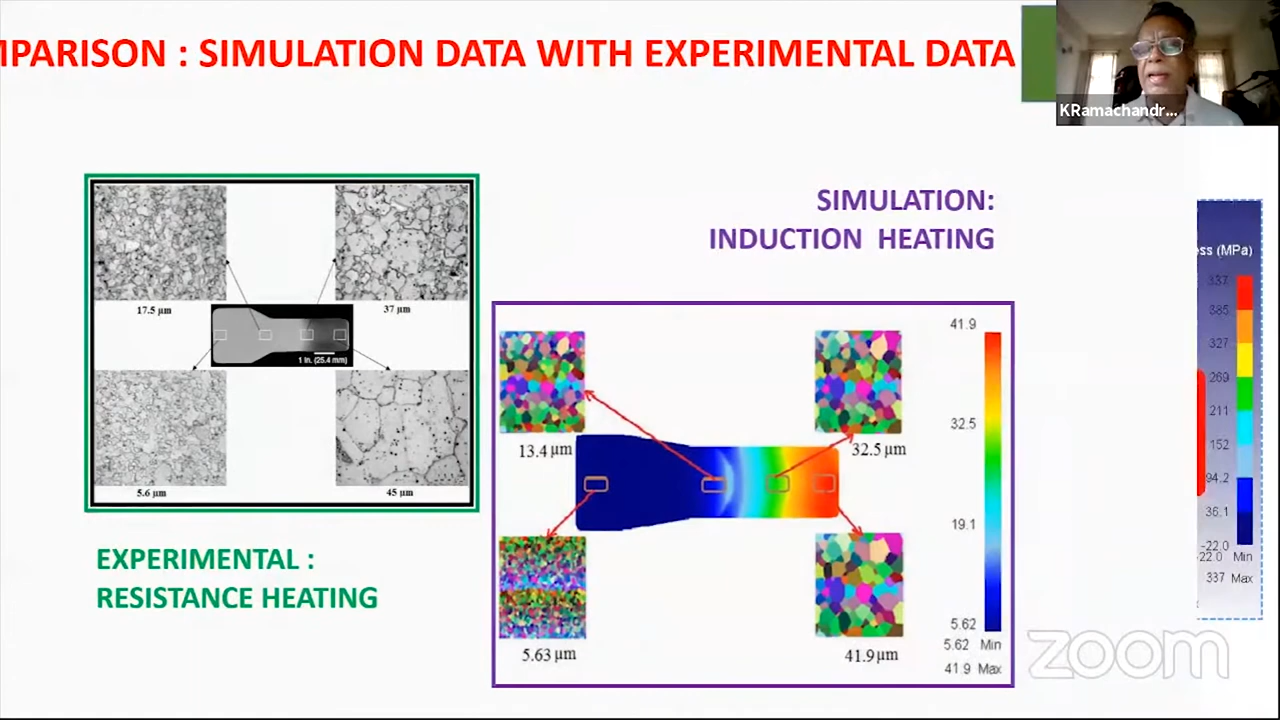 MPARISON : SIMULATION DATA WITH EXPERIMENTAL DATA
KRamachandr...
17.5 µm
37 µm
1 in. (25.4 mm)
5.6 µm
45 µm
EXPERIMENTAL :
RESISTANCE HEATING
SIMULATION:
INDUCTION HEATING
41.9
32.5
19.1
5.62
5.62 Min
41.9 Max
13.4 µm
32.5 µm
5.63 µm
41.9 µm
ss (MPa)
337
385
327
269
211
152
94.2
36.1
-22.0
-22.0 Min
337 Max
zoom